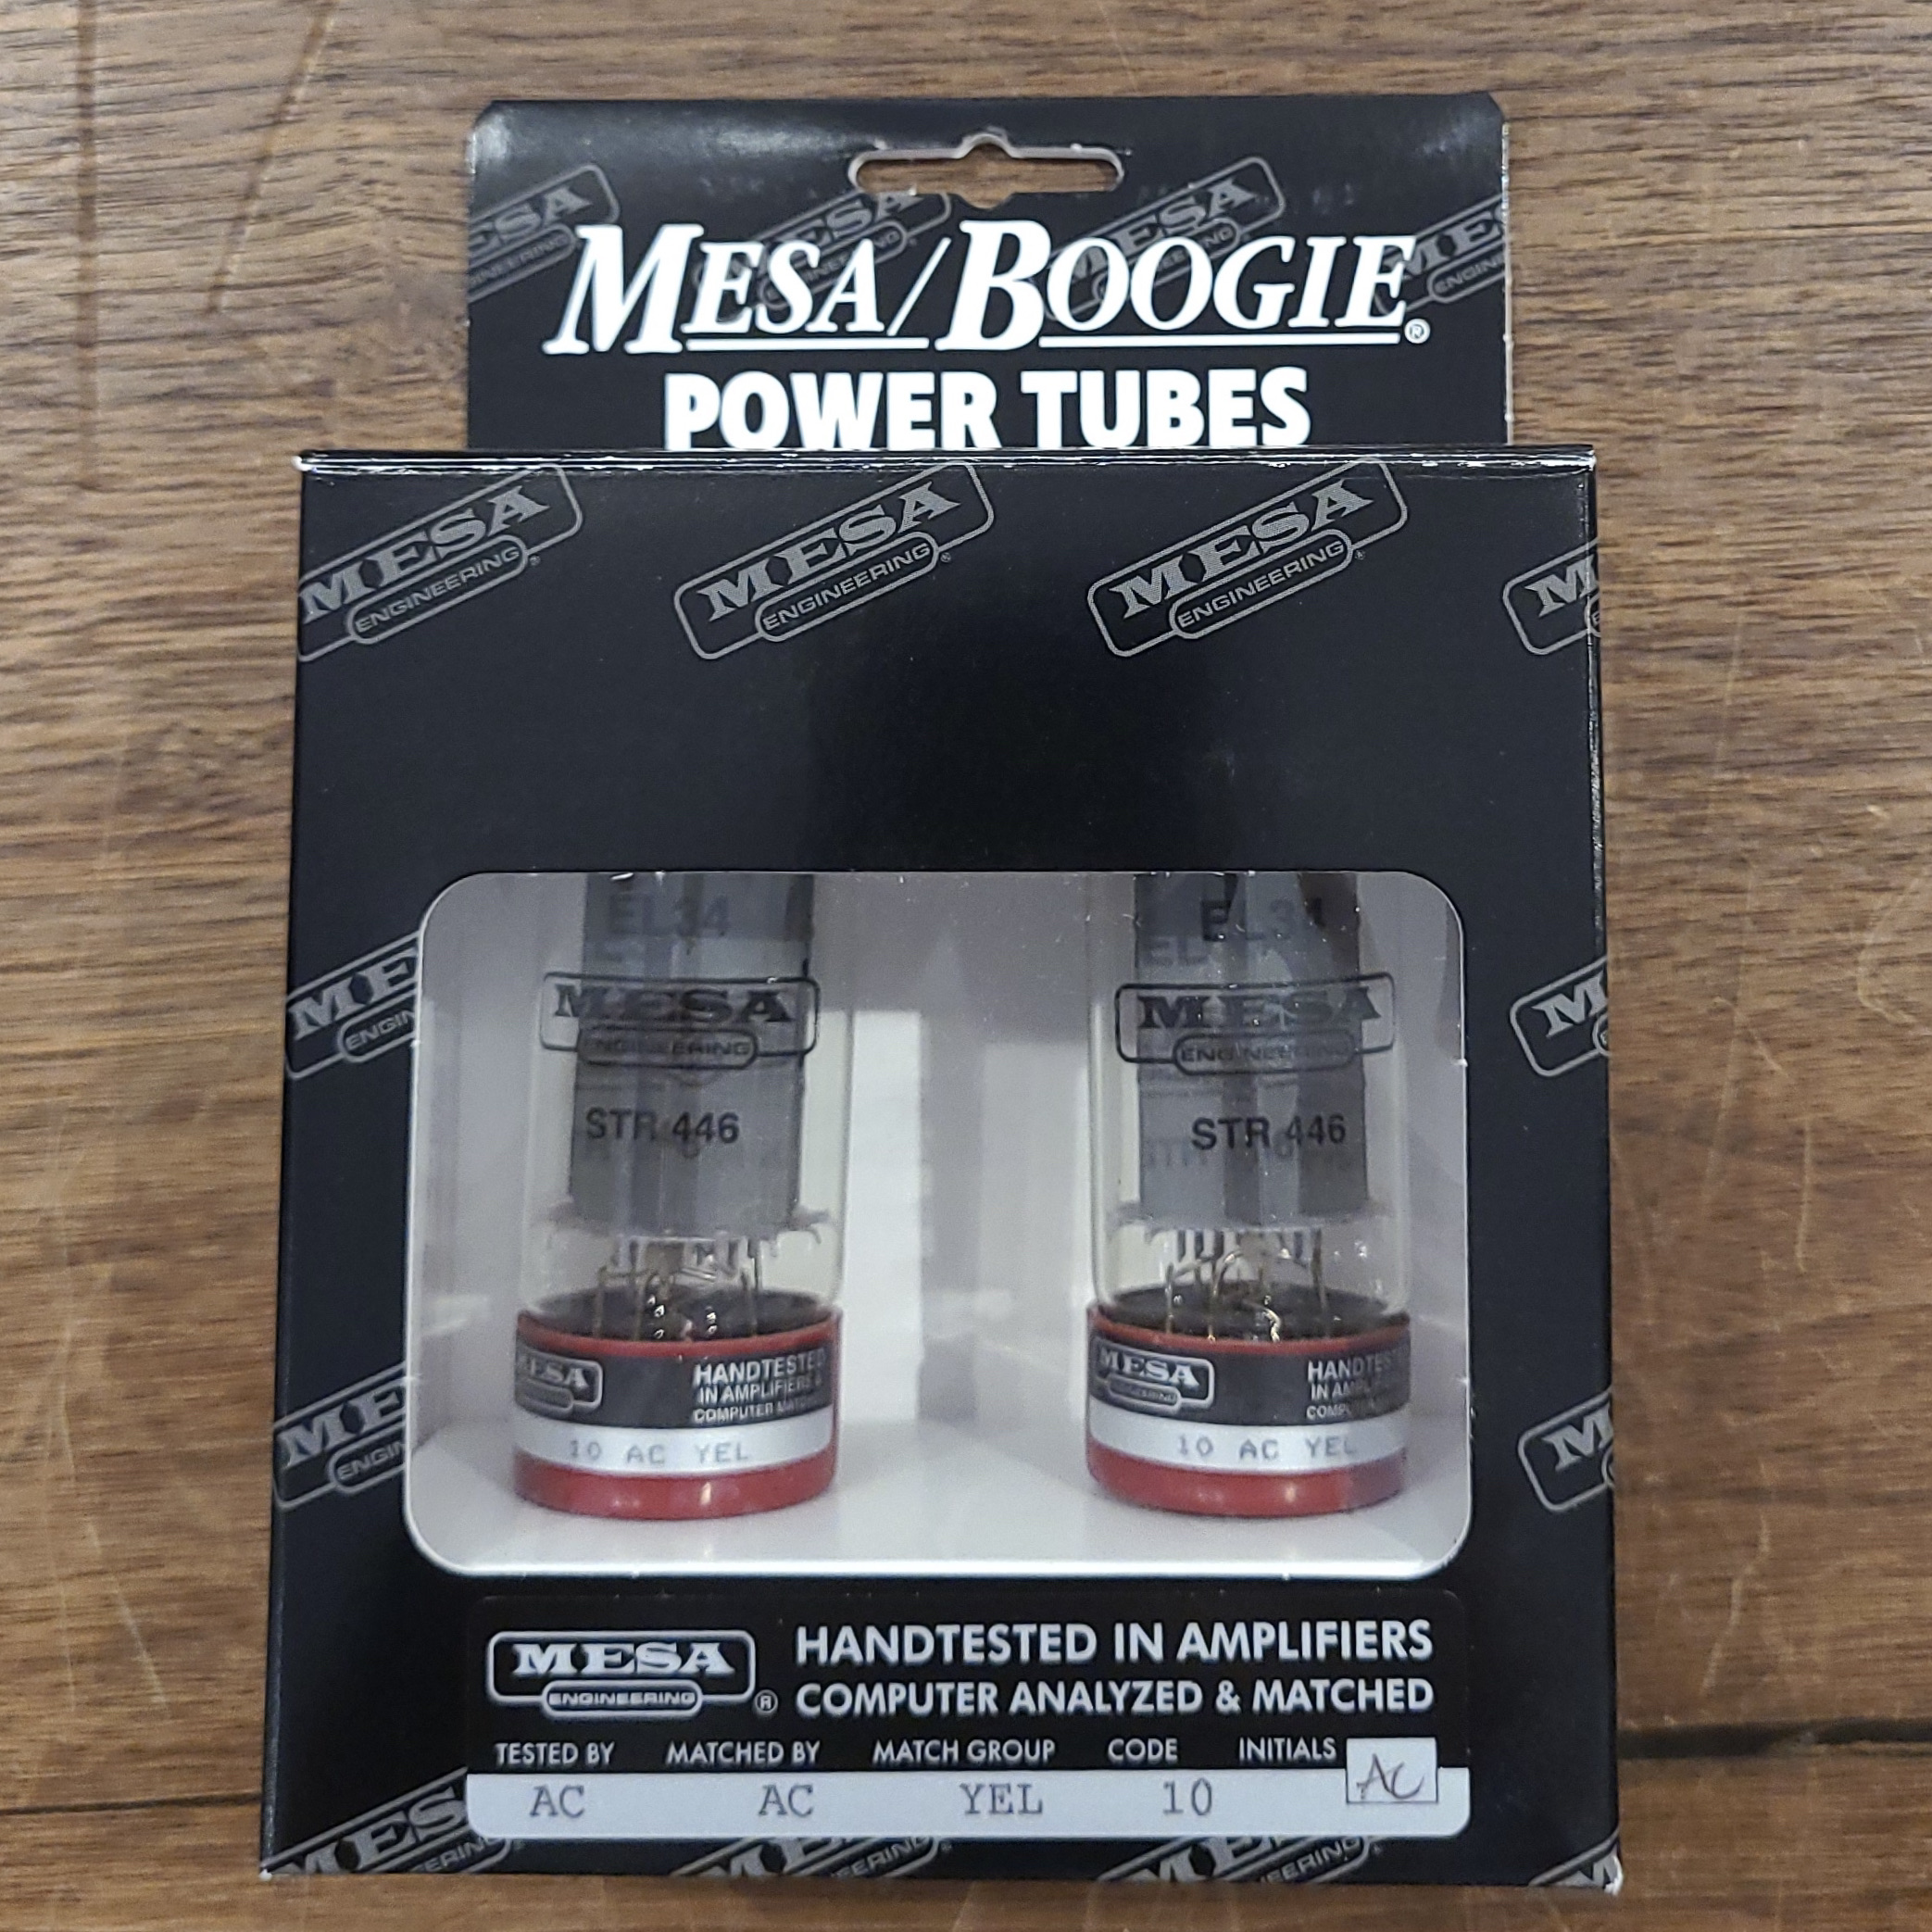 MESA/BOOGIE®
POWER TUBES
MESA
ENGINEERING®
MESA
ENGINEERING®
MESA
ENGINEERING®
EL34
EL34
MESA
ENGINEERING
MESA
ENGINEERING
STR 446
STR 446
MESA
HANDTESTED
IN AMPLIFIERS &
COMPUTER
10 AC YEL
MESA
ENGINEERING
10 AC YEL
MESA
ENGINEERING®
HANDTESTED IN AMPLIFIERS
COMPUTER ANALYZED & MATCHED
TESTED BY MATCHED BY MATCH GROUP CODE INITIALS
AC AC YEL 10 AC